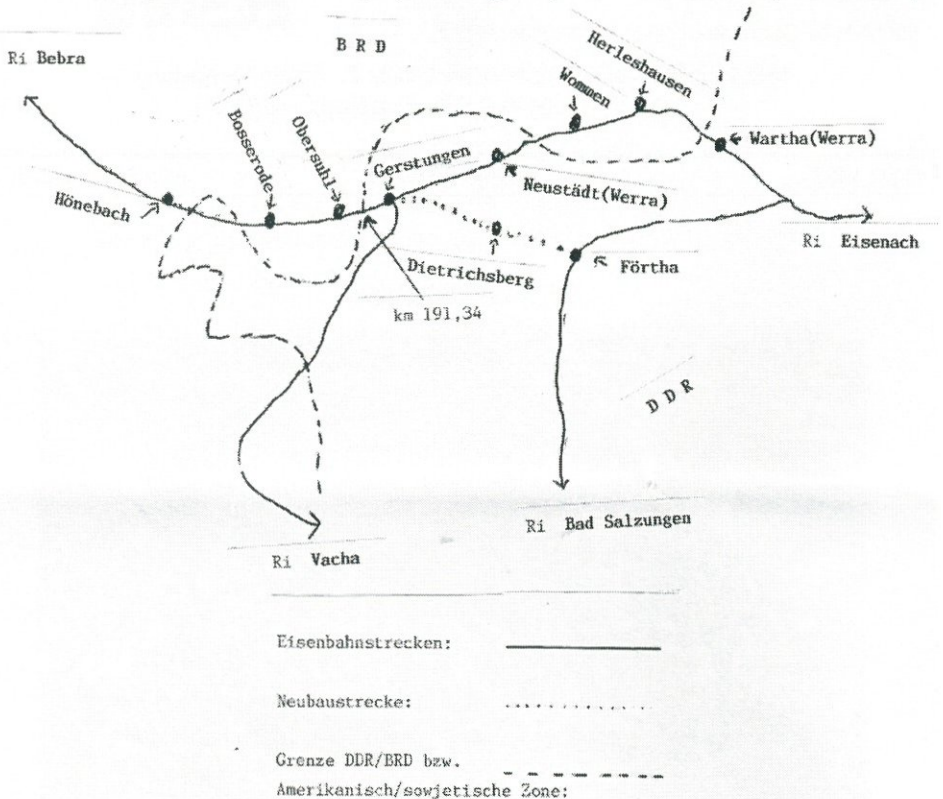 B R D
Ri Bebra
Herleshausen
Wommen
Bosserode
Obersuhl
Gerstungen
Wartha(Werra)
Hönebach
Neustädt(Werra)
Ri Eisenach
Dietrichsberg
Förtha
km 191,34
D D R
Ri Bad Salzungen
Ri Vacha
Eisenbahnstrecken:
Neubaustrecke:
Grenze DDR/BRD bzw.
Amerikanisch/sowjetische Zone: